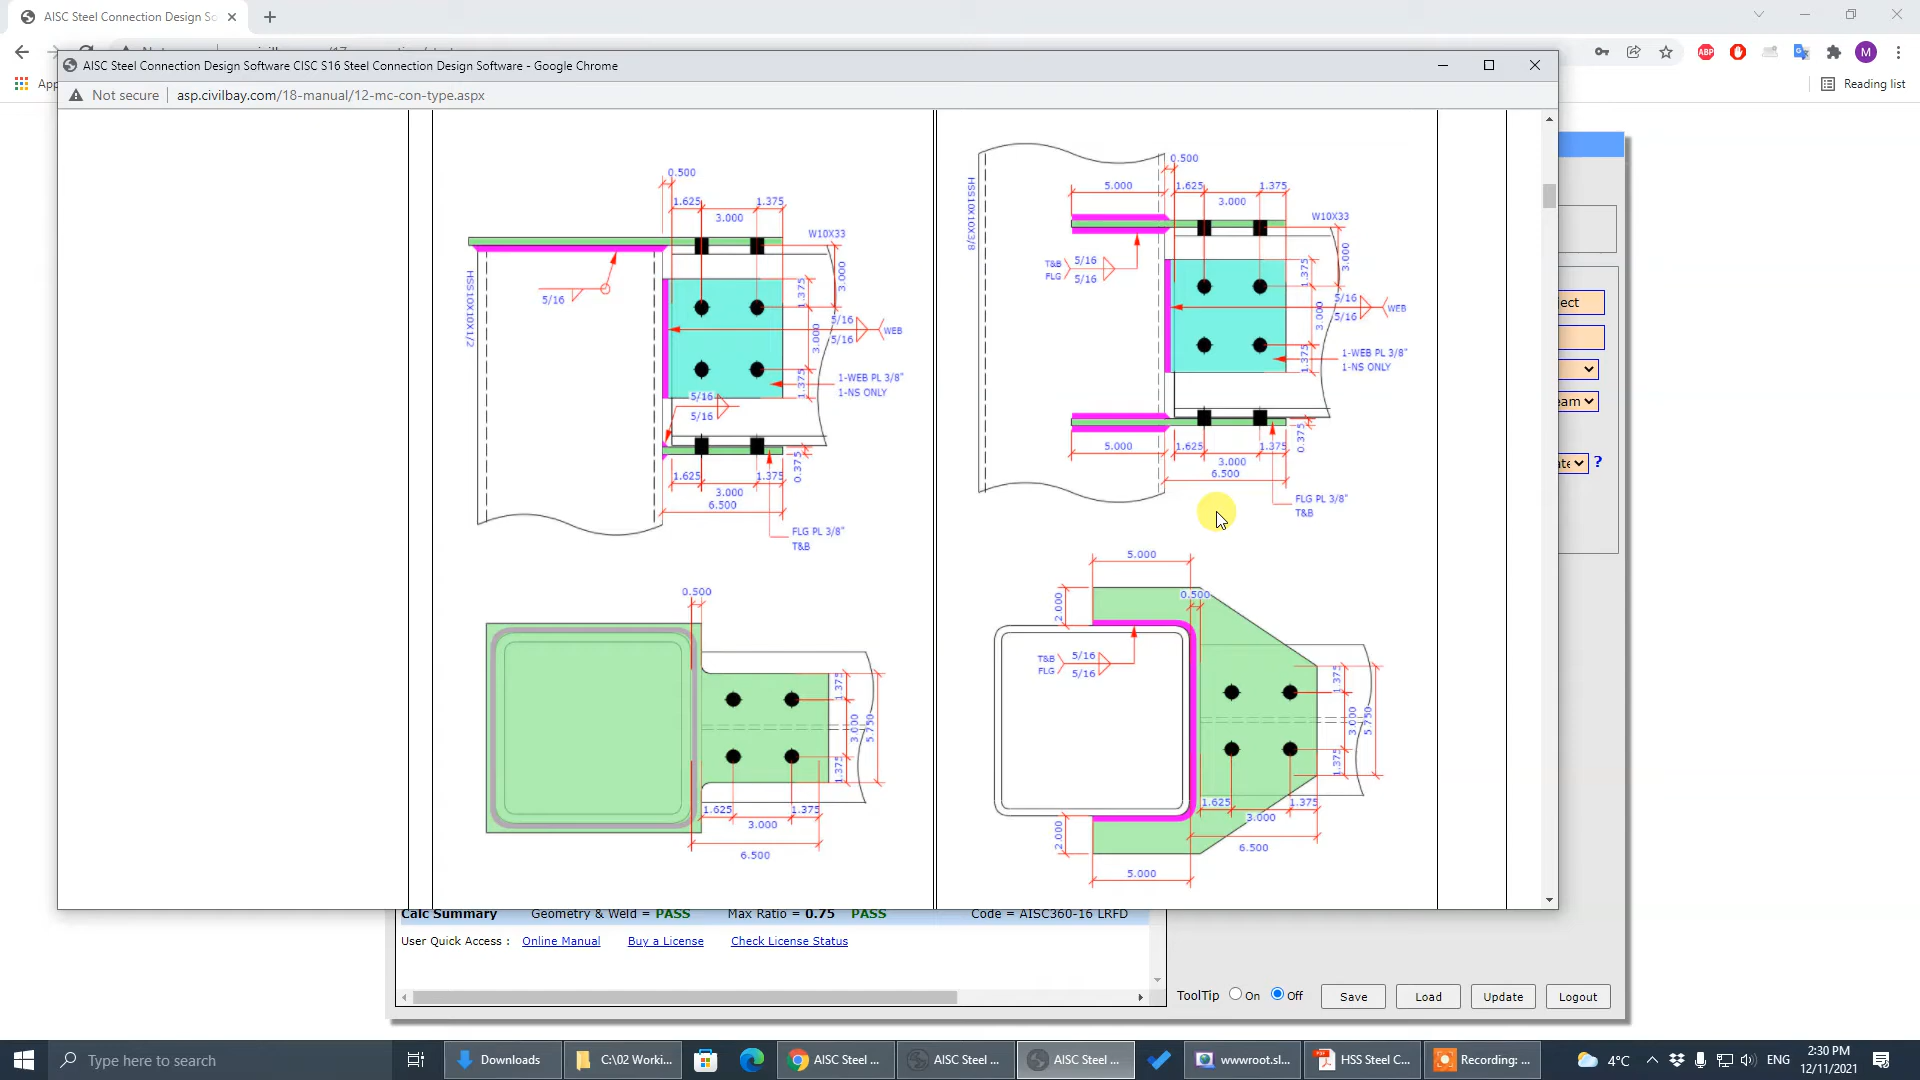 AISC Steel Connection Design So
AISC Steel Connection Design Software CISC S16 Steel Connection Design Software - Google Chrome
Not secure
asp.civilbay.com/18-manual/12-mc-con-type.aspx
App
ABP
M
Reading list
0.500
1.625
1.375
3.000
W10X33
3.000
HSS10X10X1/2
5/16
1.375
3.000
1.375
5/16
5/16
WEB
1-WEB PL 3/8"
1-NS ONLY
5/16
5/16
1.625
1.375
0.375
3.000
6.500
FLG PL 3/8"
T&B
0.500
5.000
1.625
1.375
3.000
W10X33
HSS10X10X3/8
3.000
T&B
FLG
5/16
5/16
1.375
3.000
1.375
5/16
5/16
WEB
1-WEB PL 3/8"
1-NS ONLY
5.000
1.625
1.375
0.375
3.000
6.500
FLG PL 3/8"
T&B
0.500
1.375
3.000
5.750
1.375
1.625
1.375
3.000
6.500
5.000
2.000
0.500
T&B
FLG
5/16
5/16
1.375
3.000
5.750
1.375
1.625
1.375
3.000
2.000
6.500
5.000
ect
eam
ate
?
Calc Summary
Geometry & Weld = PASS
Max Ratio = 0.75 PASS
Code = AISC360-16 LRFD
User Quick Access :
Online Manual
Buy a License
Check License Status
ToolTip
On
Off
Save
Load
Update
Logout
Type here to search
Downloads
C:\02 Worki...
AISC Steel ...
AISC Steel ...
AISC Steel ...
wwwroot.sl...
HSS Steel C...
Recording: ...
4°C
ENG
2:30 PM
12/11/2021